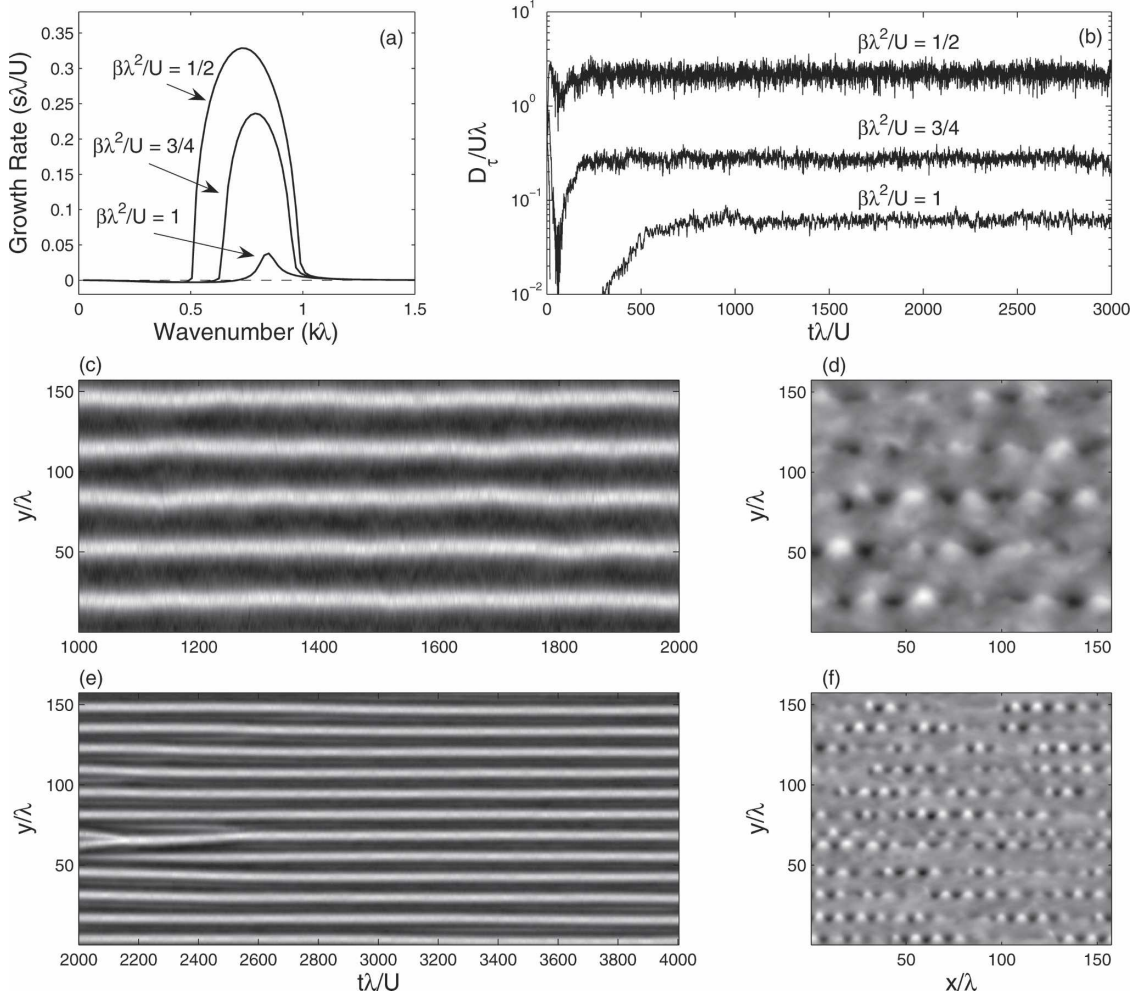 (a)
Growth Rate (sλ/U)
0.35
0.3
0.25
0.2
0.15
0.1
0.05
0
βλ²/U = 1/2
βλ²/U = 3/4
βλ²/U = 1
0 0.5 1 1.5
Wavenumber (kλ)
(b)
D_τ/Uλ
10¹
10⁰
10⁻¹
10⁻²
βλ²/U = 1/2
βλ²/U = 3/4
βλ²/U = 1
0 500 1000 1500 2000 2500 3000
tλ/U
(c)
y/λ
150
100
50
1000 1200 1400 1600 1800 2000
(d)
y/λ
150
100
50
50 100 150
(e)
y/λ
150
100
50
2000 2200 2400 2600 2800 3000 3200 3400 3600 3800 4000
tλ/U
(f)
y/λ
150
100
50
50 100 150
x/λ